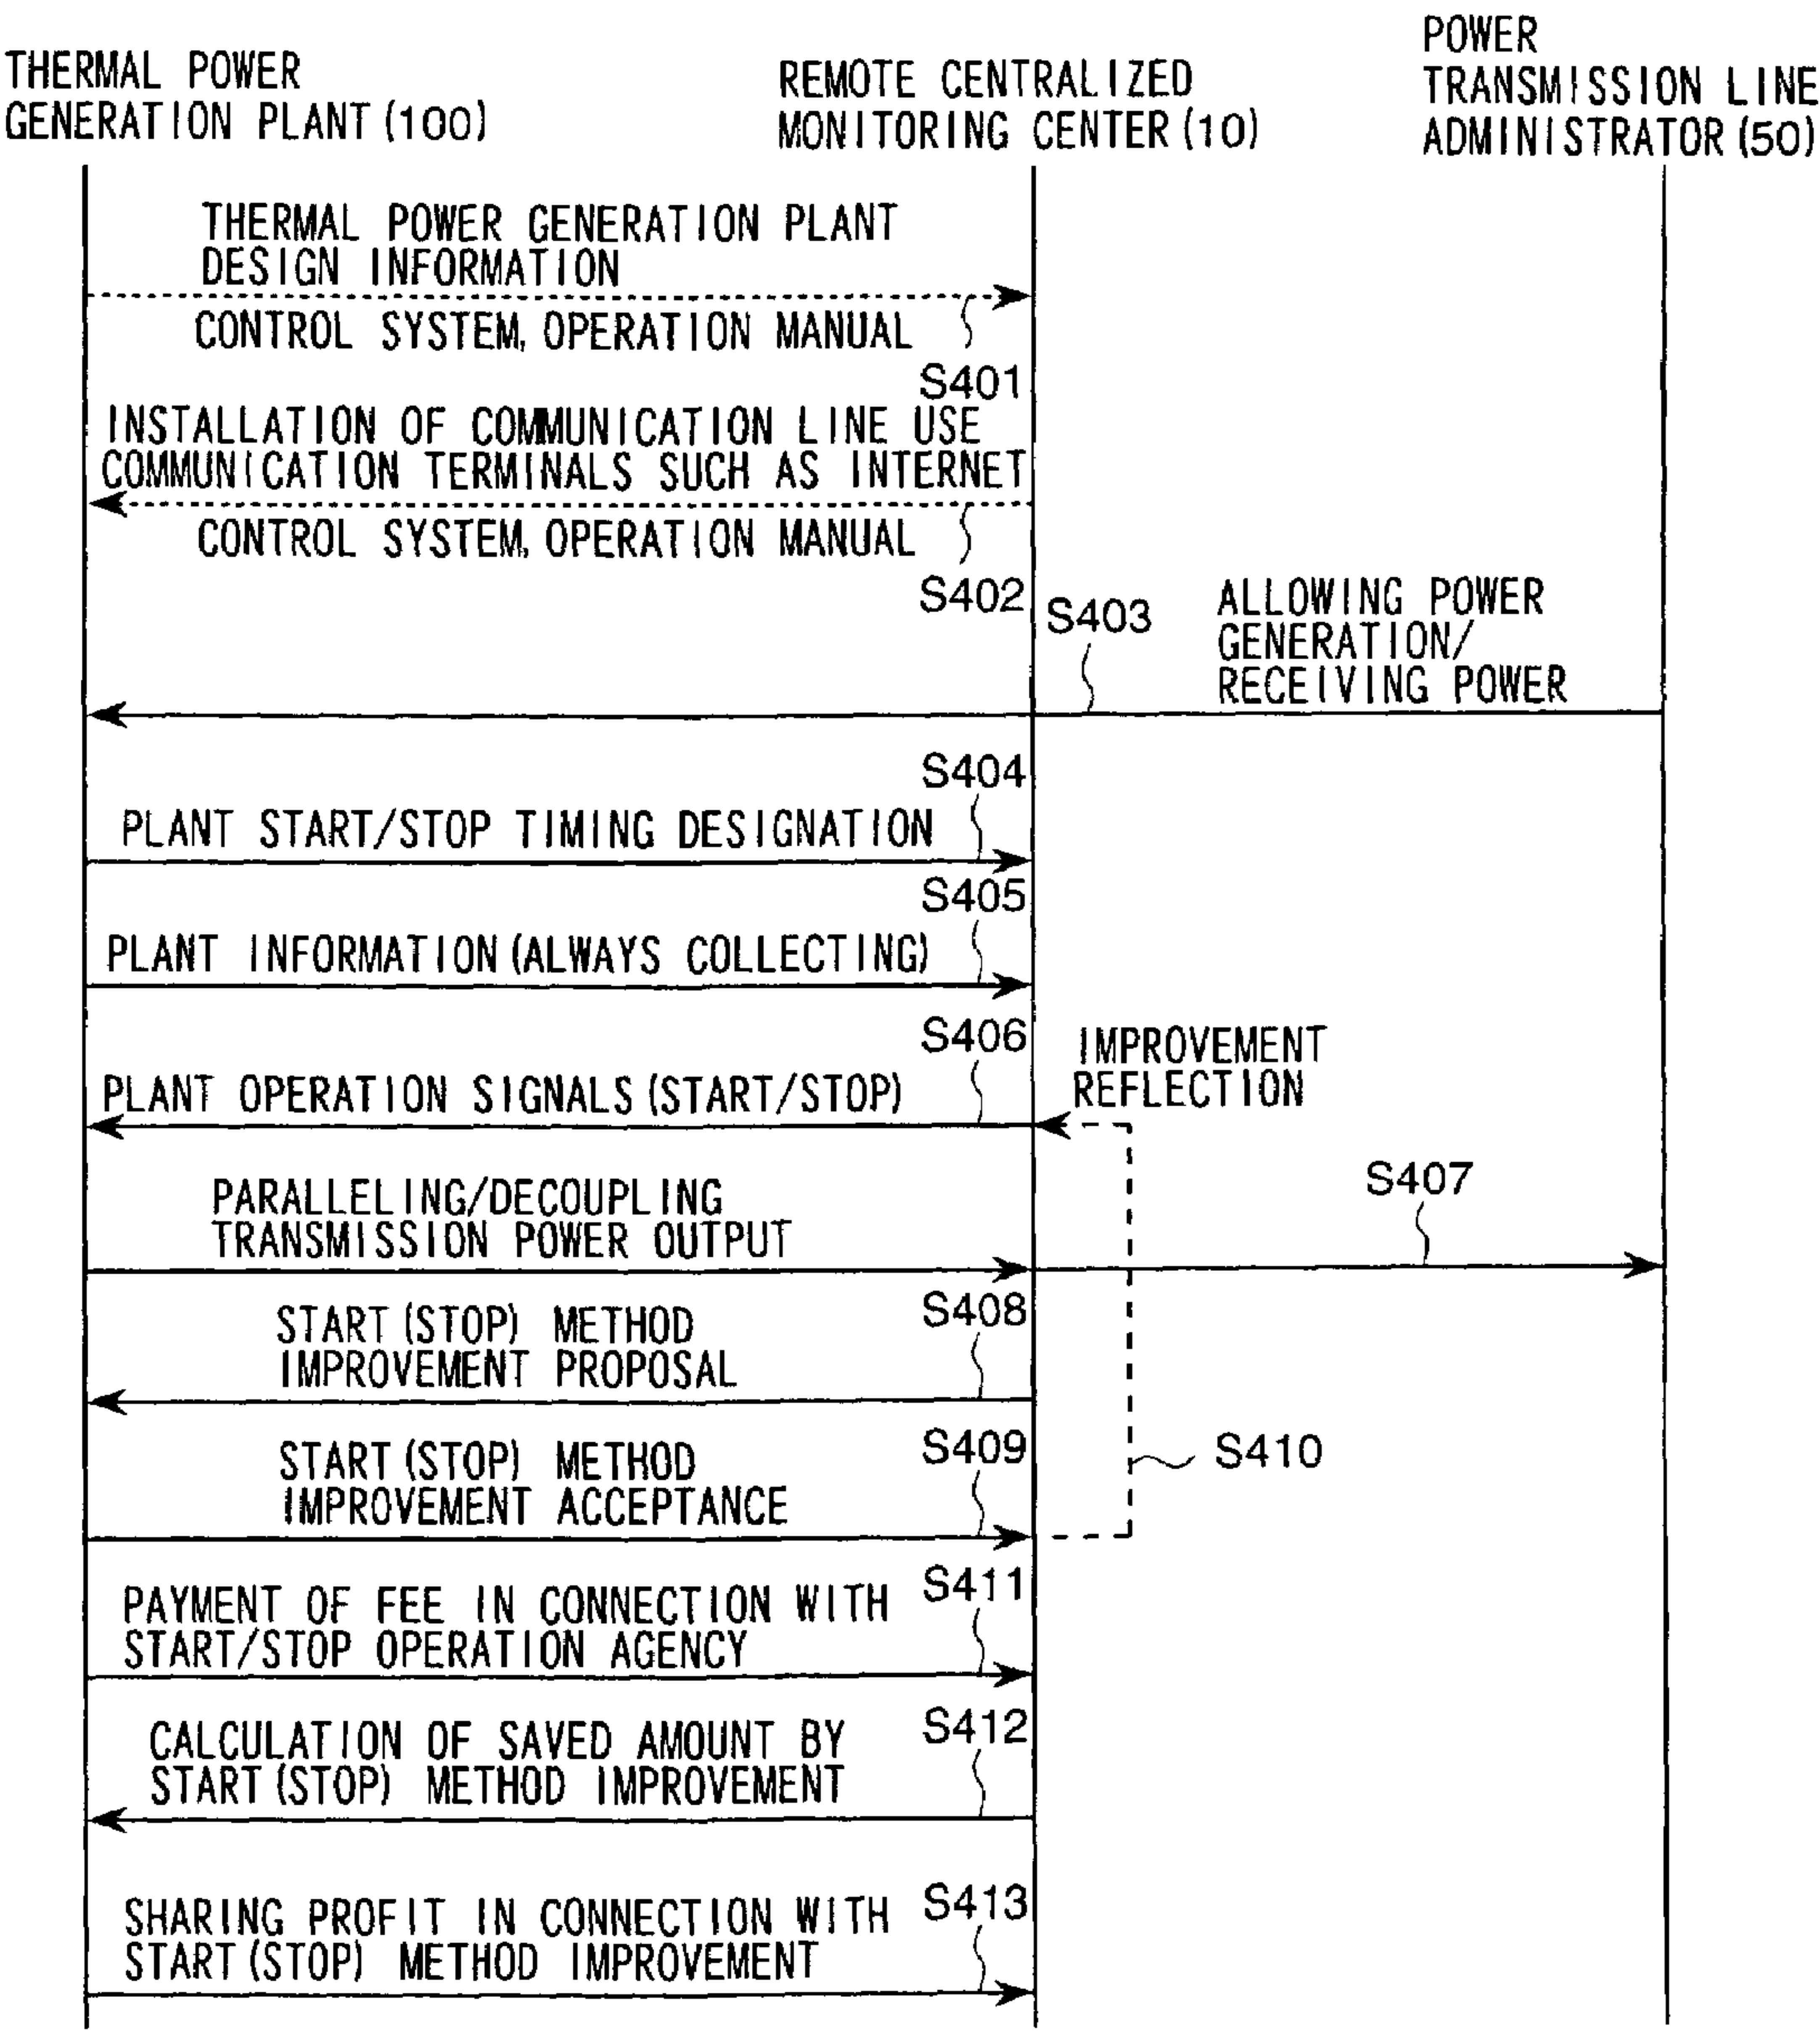 THERMAL POWER
GENERATION PLANT (100)
REMOTE CENTRALIZED
MONITORING CENTER (10)
POWER
TRANSMISSION LINE
ADMINISTRATOR (50)
THERMAL POWER GENERATION PLANT
DESIGN INFORMATION
CONTROL SYSTEM, OPERATION MANUAL
S401
INSTALLATION OF COMMUNICATION LINE USE
COMMUNICATION TERMINALS SUCH AS INTERNET
CONTROL SYSTEM, OPERATION MANUAL
S402
S403
ALLOWING POWER
GENERATION/
RECEIVING POWER
S404
PLANT START/STOP TIMING DESIGNATION
S405
PLANT INFORMATION (ALWAYS COLLECTING)
S406
PLANT OPERATION SIGNALS (START/STOP)
IMPROVEMENT
REFLECTION
PARALLELING/DECOUPLING
TRANSMISSION POWER OUTPUT
S407
S408
START (STOP) METHOD
IMPROVEMENT PROPOSAL
S409
START (STOP) METHOD
IMPROVEMENT ACCEPTANCE
S410
S411
PAYMENT OF FEE IN CONNECTION WITH
START/STOP OPERATION AGENCY
S412
CALCULATION OF SAVED AMOUNT BY
START (STOP) METHOD IMPROVEMENT
S413
SHARING PROFIT IN CONNECTION WITH
START (STOP) METHOD IMPROVEMENT